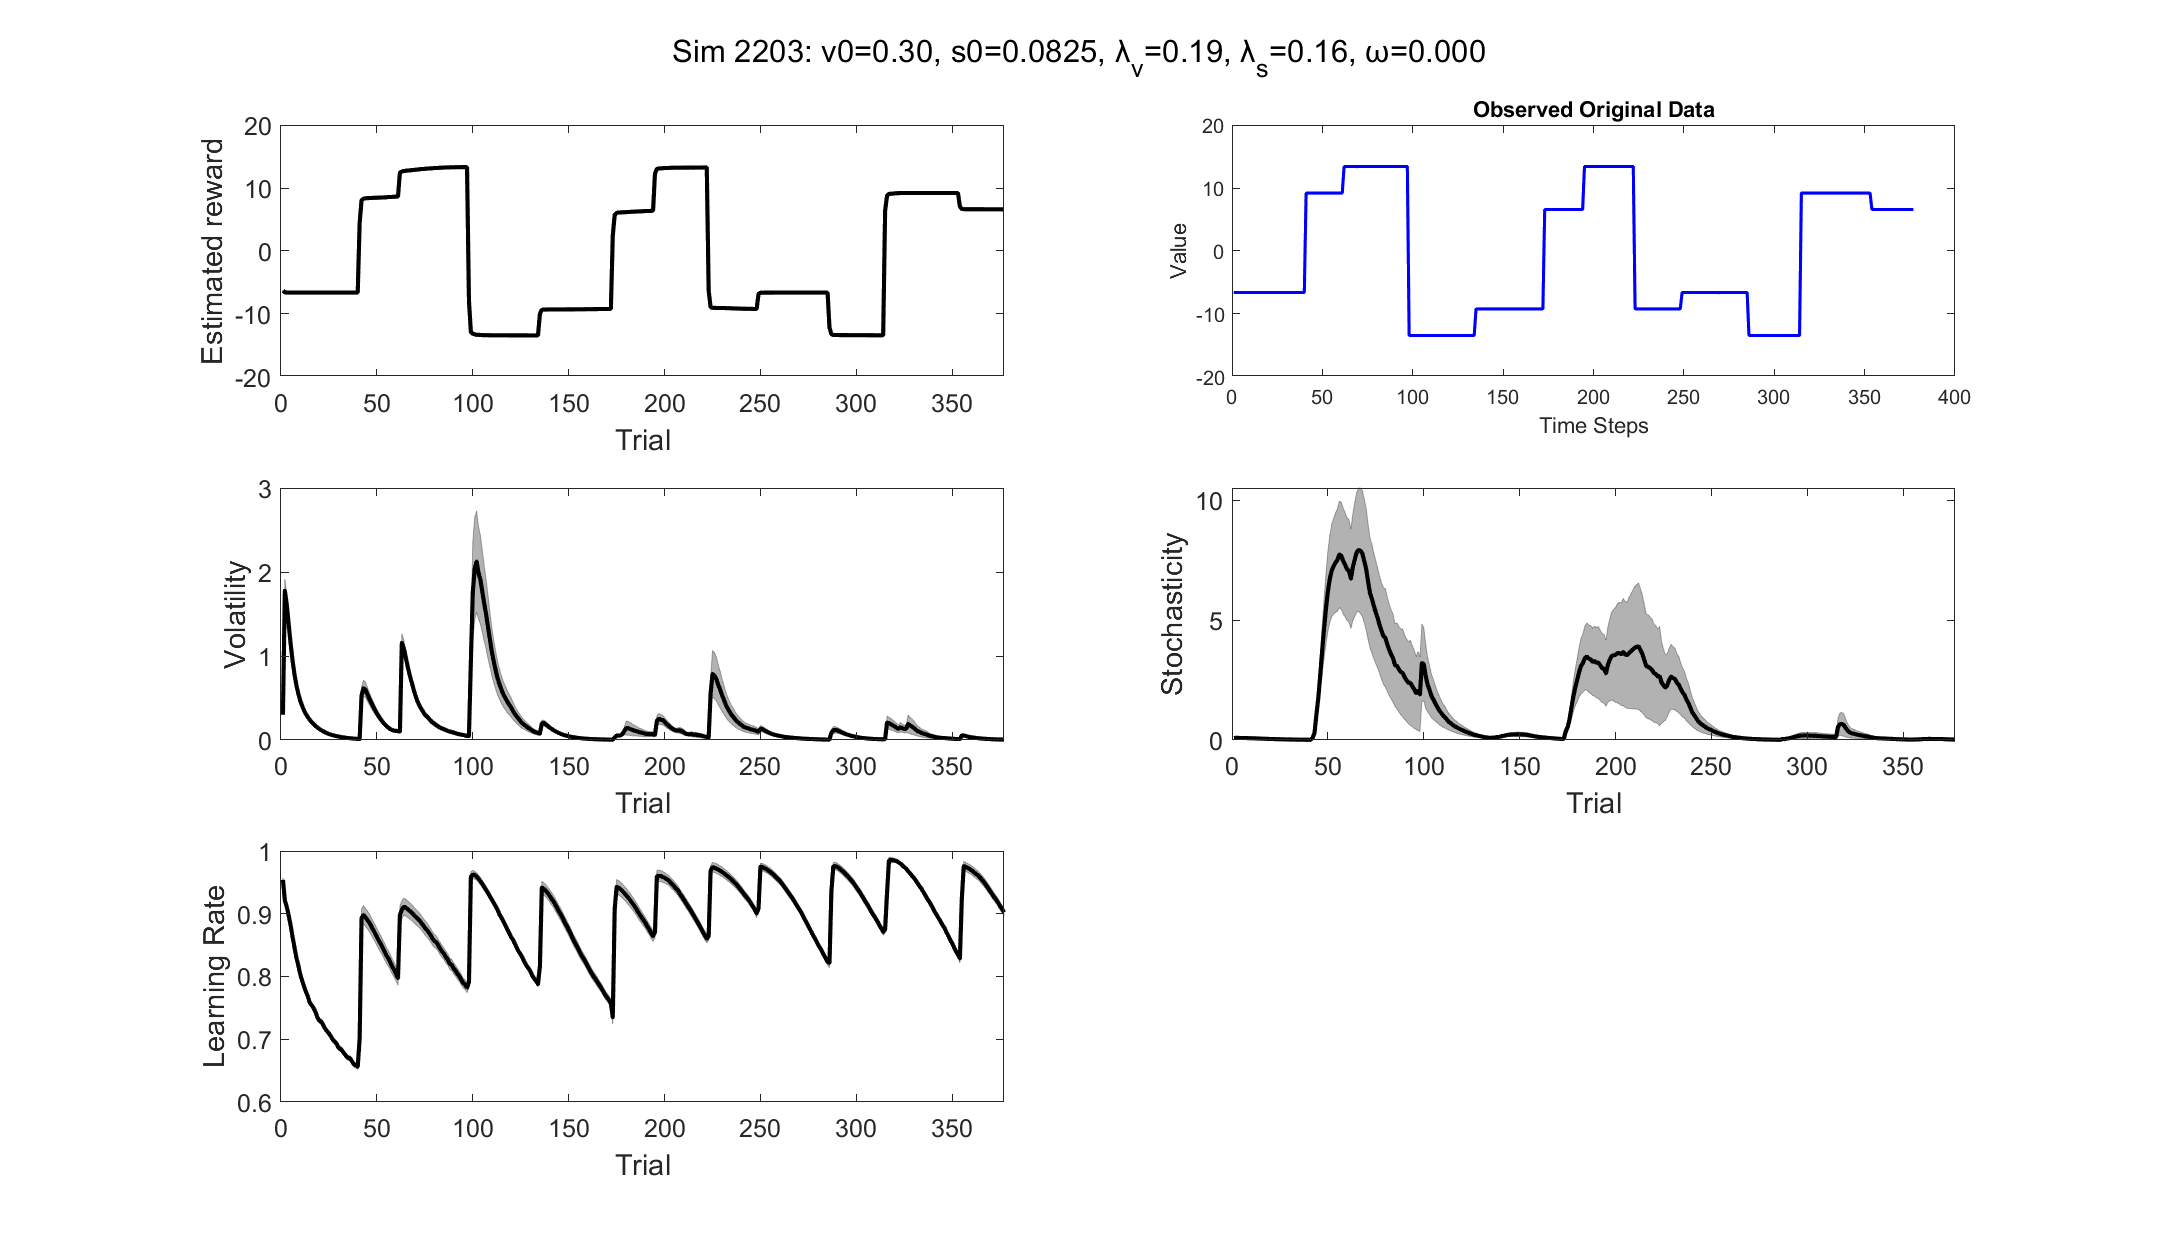 Sim 2203: v0=0.30, s0=0.0825, λ_v=0.19, λ_s=0.16, ω=0.000
Estimated reward
20
10
0
-10
-20
0 50 100 150 200 250 300 350
Trial
Observed Original Data
Value
20
10
0
-10
-20
0 50 100 150 200 250 300 350 400
Time Steps
Volatility
3
2
1
0
0 50 100 150 200 250 300 350
Trial
Stochasticity
10
5
0
0 50 100 150 200 250 300 350
Trial
Learning Rate
1
0.9
0.8
0.7
0.6
0 50 100 150 200 250 300 350
Trial